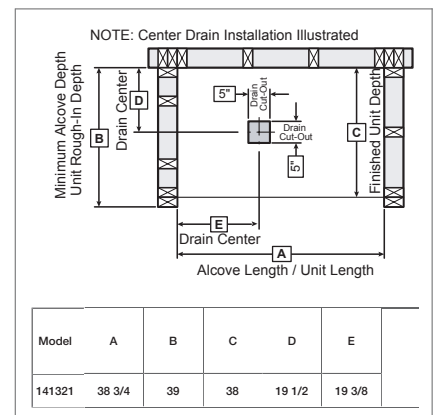 NOTE: Center Drain Installation Illustrated
Minimum Alcove Depth
Unit Rough-In Depth
B
Drain Center
D
5"
Drain
Cut-Out
Drain
Cut-Out
5"
C
Finished Unit Depth
E
Drain Center
A
Alcove Length / Unit Length
Model A B C D E
141321 38 3/4 39 38 19 1/2 19 3/8